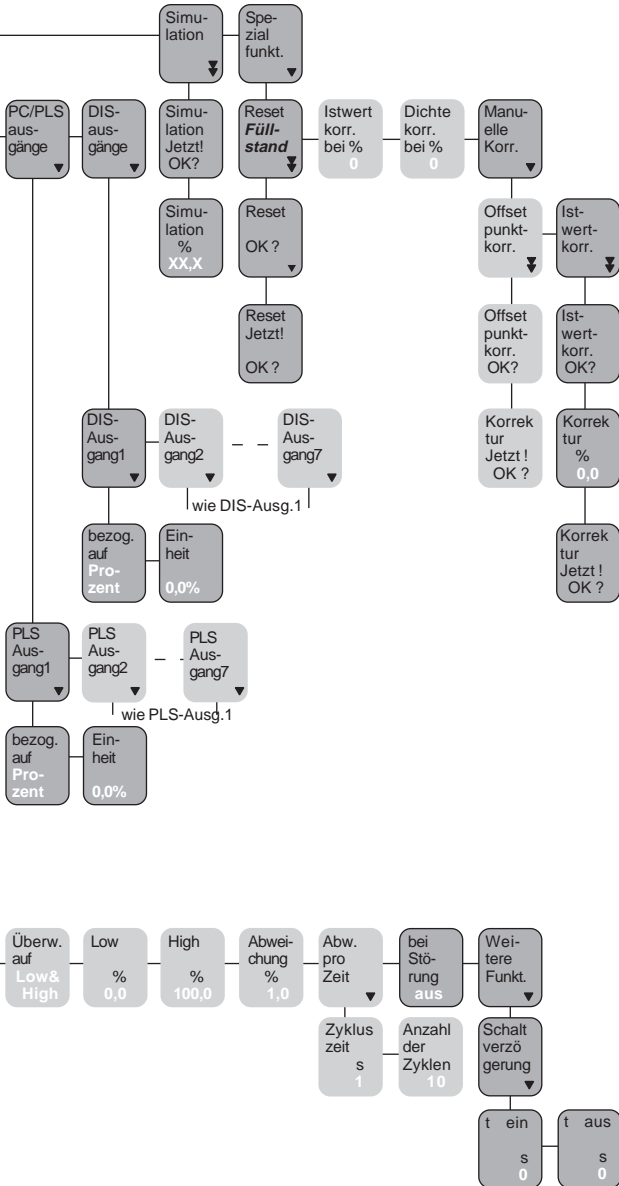 Simu-
lation
Spe-
zial
funkt.
PC/PLS
aus-
gänge
DIS-
aus-
gänge
Simu-
lation
Jetzt!
OK?
Reset
Füll-
stand
Istwert
korr.
bei %
0
Dichte
korr.
bei %
0
Manu-
elle
Korr.
Simu-
lation
%
XX,X
Reset
OK ?
Offset
punkt-
korr.
Ist-
wert-
korr.
Reset
Jetzt!
OK ?
Offset
punkt-
korr.
OK?
Ist-
wert-
korr.
OK?
DIS-
Aus-
gang1
DIS-
Aus-
gang2
– –
DIS-
Aus-
gang7
wie DIS-Ausg.1
Korrek
tur
Jetzt !
OK ?
Korrek
tur
%
0,0
bezog.
auf
Pro-
zent
Ein-
heit
0,0%
Korrek
tur
Jetzt !
OK ?
PLS
Aus-
gang1
PLS
Aus-
gang2
– –
PLS
Aus-
gang7
wie PLS-Ausg.1
bezog.
auf
Pro-
zent
Ein-
heit
0,0%
Überw.
auf
Low&
High
Low
%
0,0
High
%
100,0
Abwei-
chung
%
1,0
Abw.
pro
Zeit
bei
Stö-
rung
aus
Wei-
tere
Funkt.
Zyklus
zeit
s
1
Anzahl
der
Zyklen
10
Schalt
verzö
gerung
t ein
s
0
t aus
s
0